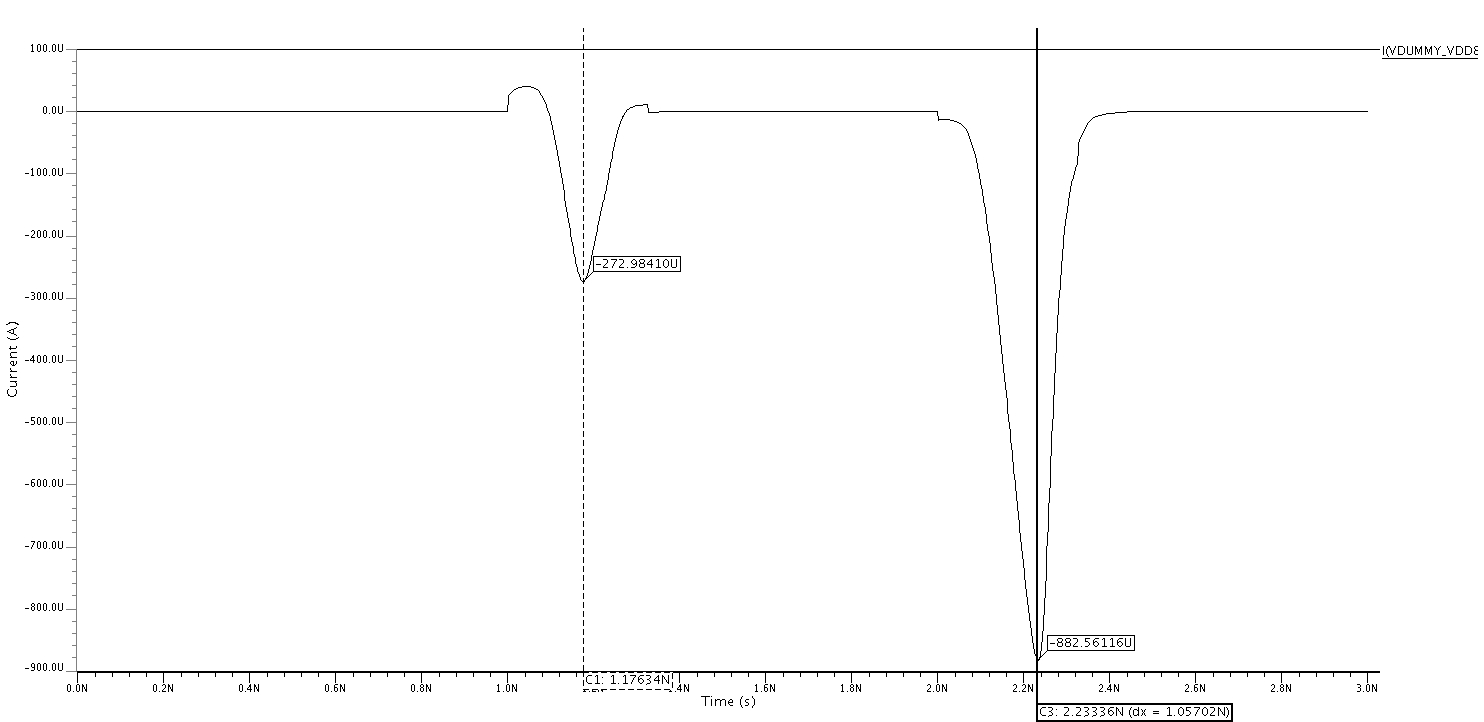 100.0U
I(VDUMMY_VDD8
0.0U
-100.0U
-200.0U
-272.98410U
-300.0U
Current (A)
-400.0U
-500.0U
-600.0U
-700.0U
-800.0U
-882.56116U
-900.0U
C1: 1.17634N
0.0N 0.2N 0.4N 0.6N 0.8N 1.0N .4N 1.6N 1.8N 2.0N 2.2N 2.4N 2.6N 2.8N 3.0N
Time (s)
C3: 2.23336N (dx = 1.05702N)